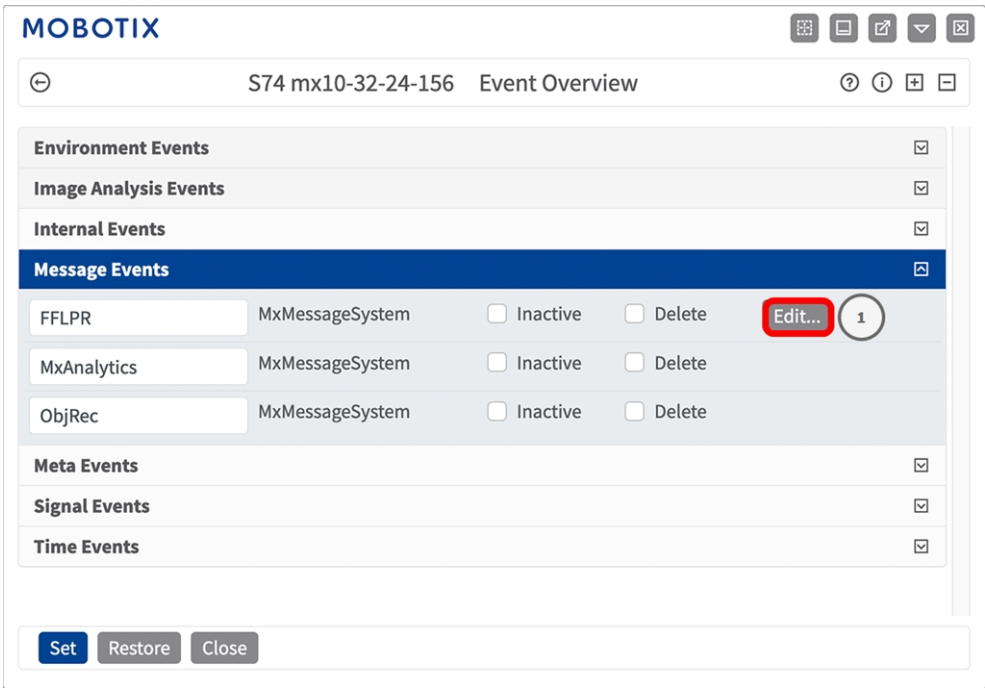 MOBOTIX
S74 mx10-32-24-156 Event Overview
Environment Events
Image Analysis Events
Internal Events
Message Events
FFLPR MxMessageSystem Inactive Delete Edit... 1
MxAnalytics MxMessageSystem Inactive Delete
ObjRec MxMessageSystem Inactive Delete
Meta Events
Signal Events
Time Events
Set Restore Close